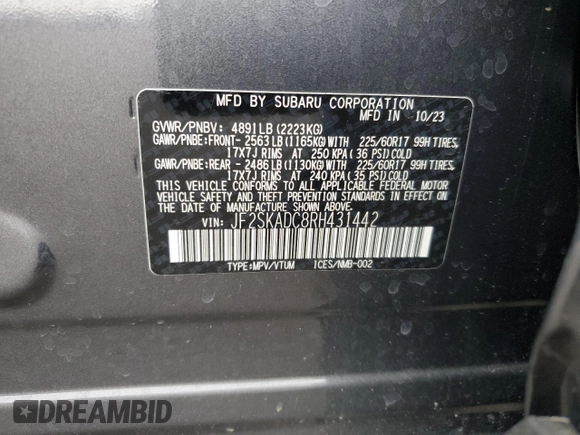 MFD BY SUBARU CORPORATION
MFD IN 10/23
GVWR/PNBV: 4891LB(2223KG)
GAWR/PNBE:FRONT- 2563LB(1165KG)WITH 225/60R17 99H TIRES,
17X7J RIMS AT 250 KPA(36 PSI)COLD
GAWR/PNBE:REAR - 2486LB(1130KG)WITH 225/60R17 99H TIRES,
17X7J RIMS AT 240 KPA(35 PSI)COLD
THIS VEHICLE CONFORMS TO ALL APPLICABLE FEDERAL MOTOR
VEHICLE SAFETY AND THEFT PREVENTION STANDARDS IN EFFECT
ON THE DATE OF MANUFACTURE SHOWN ABOVE.
VIN: JF2SKADC8RH431442
TYPE:MPV/VTUM ICES/NMB-002
DREAMBID